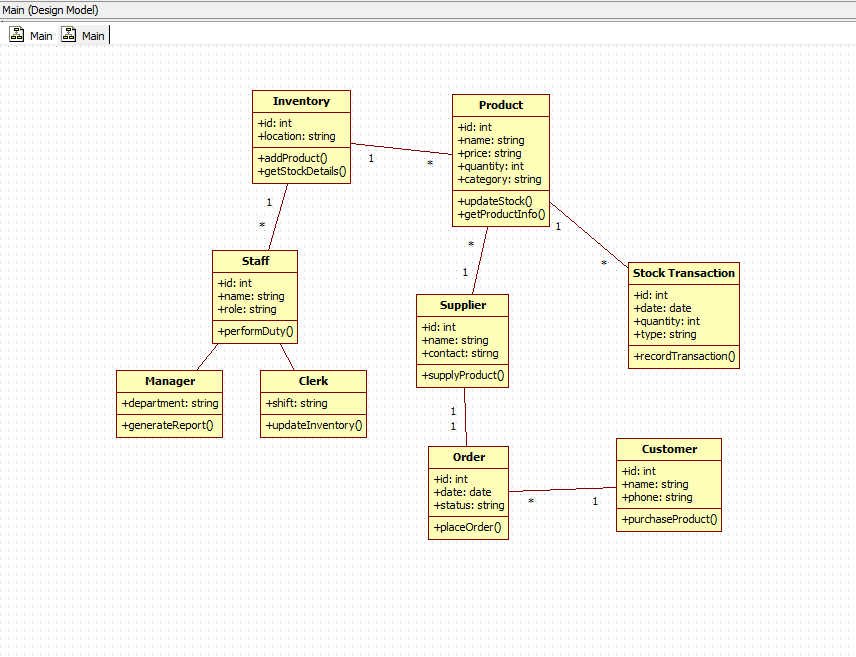 Main (Design Model)
Main Main
Inventory
+id: int
+location: string
+addProduct()
+getStockDetails()
1
*
Product
+id: int
+name: string
+price: string
+quantity: int
+category: string
+updateStock()
+getProductInfo()
1
*
1
*
*
1
Staff
+id: int
+name: string
+role: string
+performDuty()
Supplier
+id: int
+name: string
+contact: stirng
+supplyProduct()
Stock Transaction
+id: int
+date: date
+quantity: int
+type: string
+recordTransaction()
Manager
+department: string
+generateReport()
Clerk
+shift: string
+updateInventory()
1
1
Order
+id: int
+date: date
+status: string
+placeOrder()
*
1
Customer
+id: int
+name: string
+phone: string
+purchaseProduct()